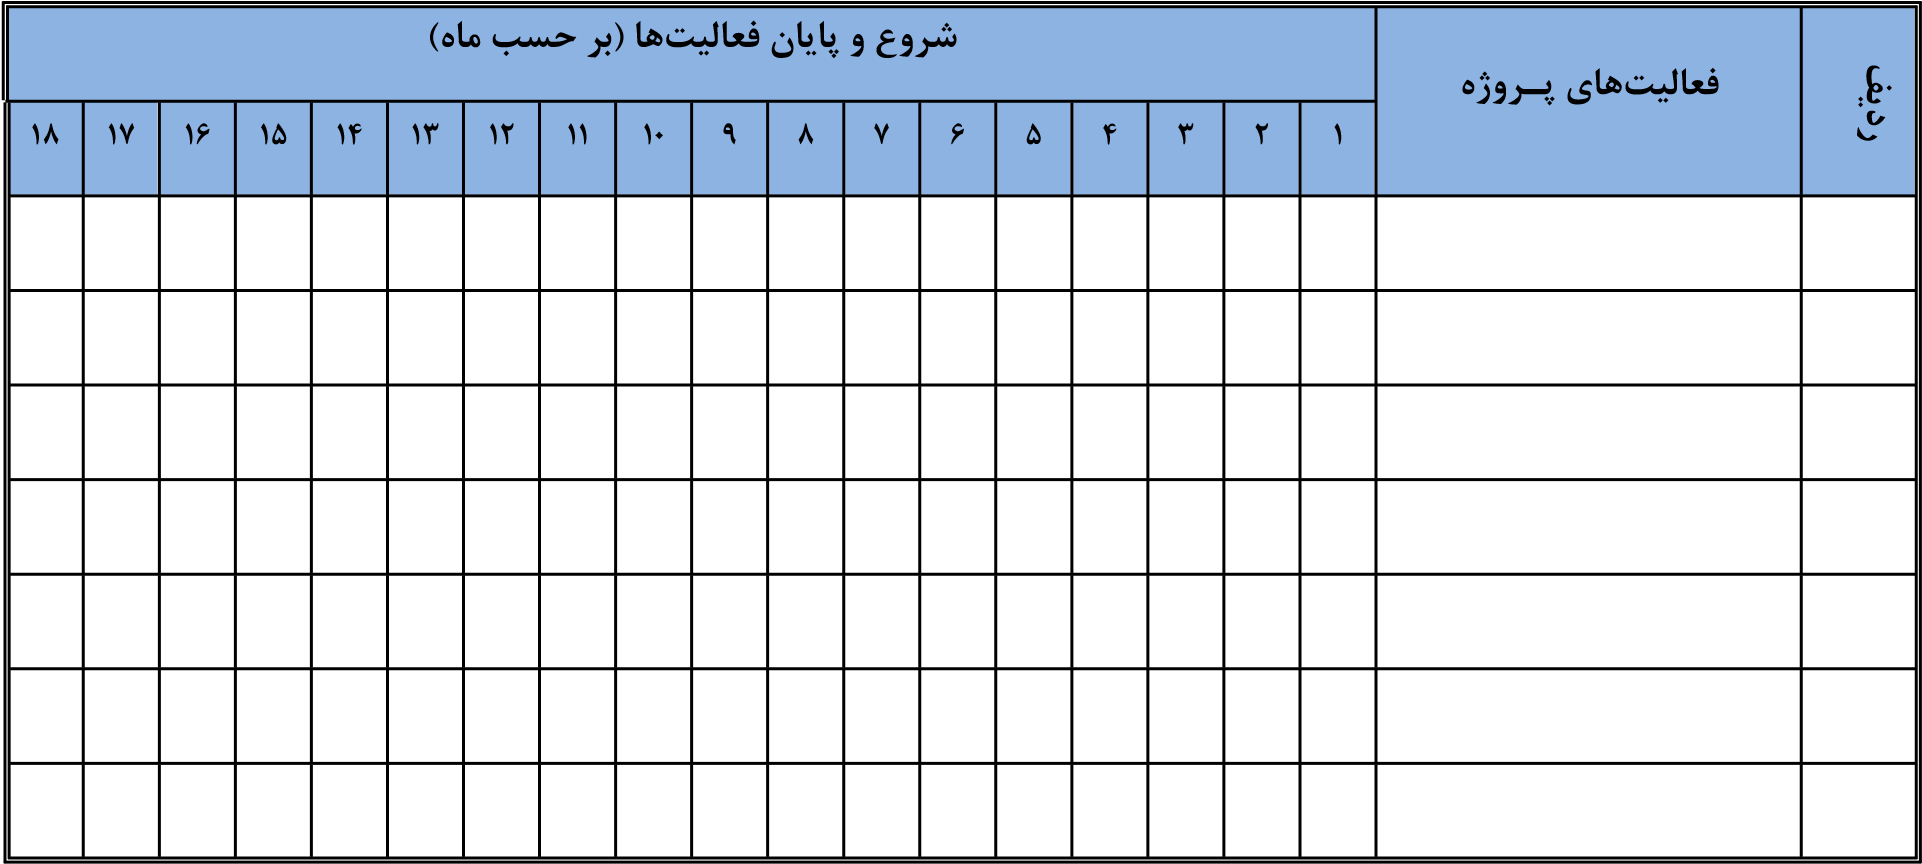 ردیف
فعالیت‌های پـــروژه
شروع و پایان فعالیت‌ها (بر حسب ماه)
۱ ۲ ۳ ۴ ۵ ۶ ۷ ۸ ۹ ۱۰ ۱۱ ۱۲ ۱۳ ۱۴ ۱۵ ۱۶ ۱۷ ۱۸